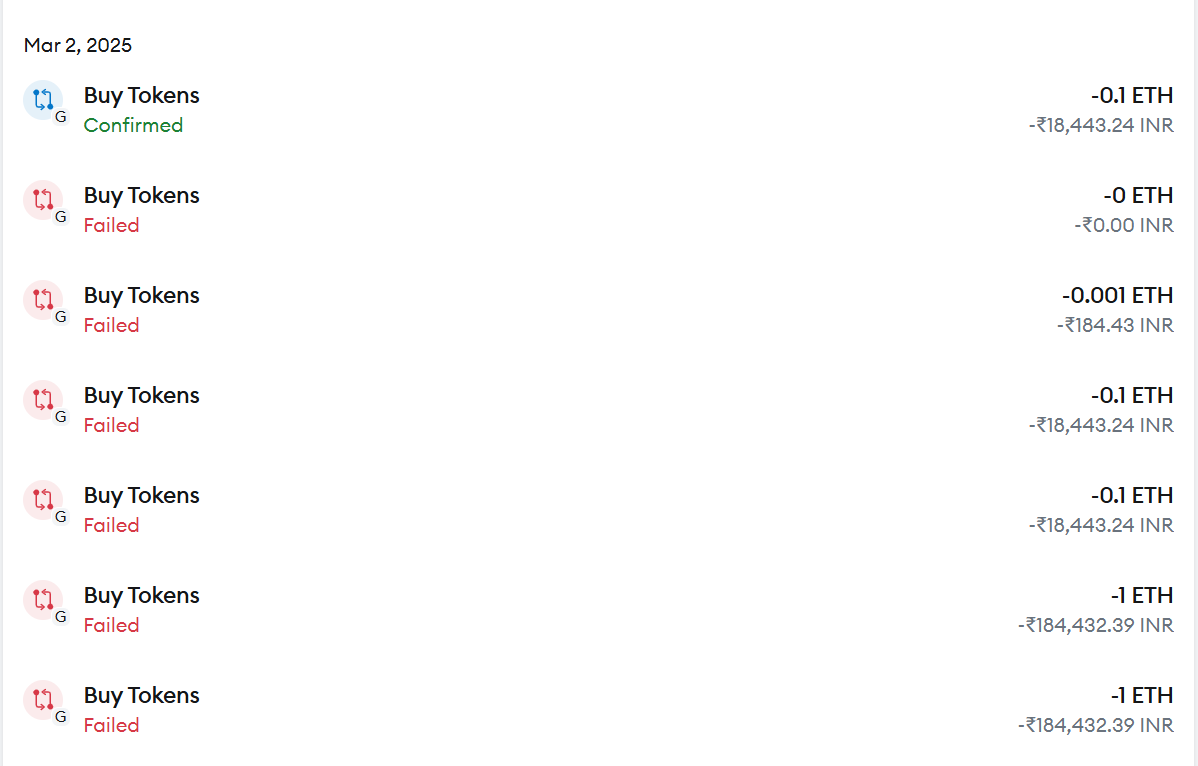 Mar 2, 2025
Buy Tokens
-0.1 ETH
G
Confirmed
-₹18,443.24 INR
Buy Tokens
-0 ETH
G
Failed
-₹0.00 INR
Buy Tokens
-0.001 ETH
G
Failed
-₹184.43 INR
Buy Tokens
-0.1 ETH
G
Failed
-₹18,443.24 INR
Buy Tokens
-0.1 ETH
G
Failed
-₹18,443.24 INR
Buy Tokens
-1 ETH
G
Failed
-₹184,432.39 INR
Buy Tokens
-1 ETH
G
Failed
-₹184,432.39 INR